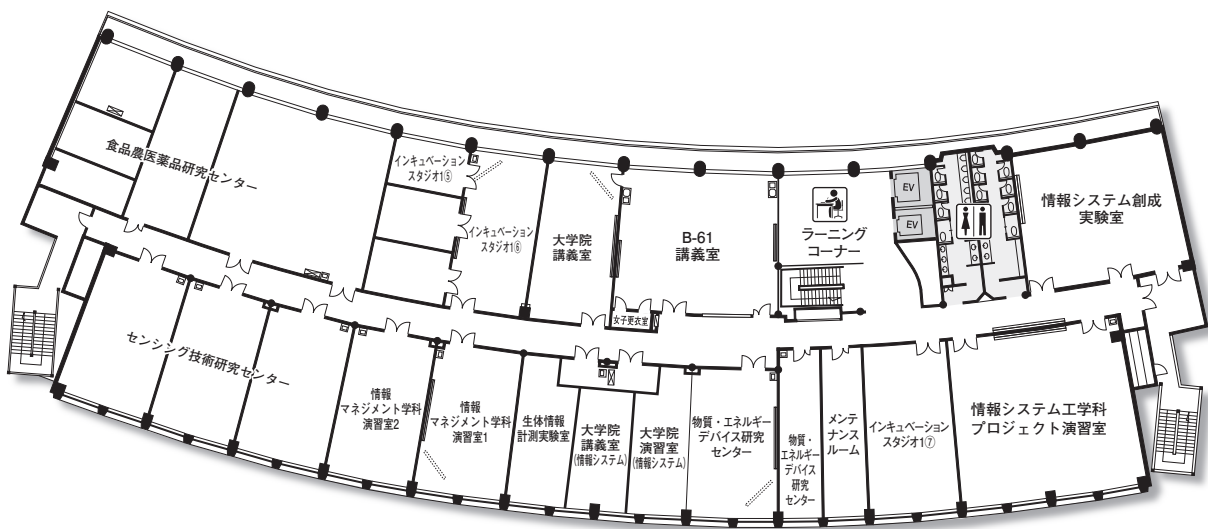 食品農医薬品研究センター
インキュベーション
スタジオ1⑤
インキュベーション
スタジオ1⑥
大学院
講義室
B-61
講義室
女子更衣室
ラーニング
コーナー
EV
EV
情報システム創成
実験室
センシング技術研究センター
情報
マネジメント学科
演習室2
情報
マネジメント学科
演習室1
生体情報
計測実験室
大学院
講義室
(情報システム)
大学院
演習室
(情報システム)
物質・エネルギー
デバイス研究
センター
物質・
エネルギー
デバイス
研究
センター
メンテ
ナンス
ルーム
インキュベーション
スタジオ1⑦
情報システム工学科
プロジェクト演習室